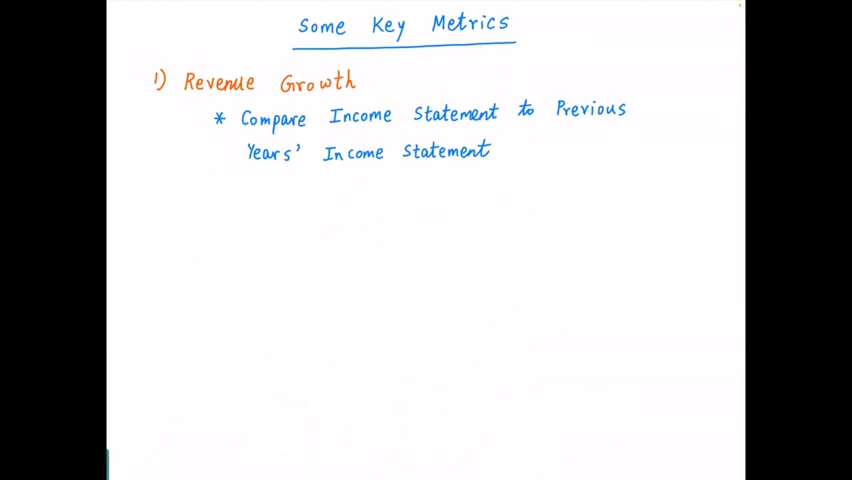 Some Key Metrics
1) Revenue Growth
* Compare Income Statement to Previous
Years' Income Statement